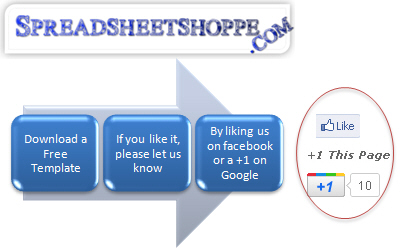 SPREADSHEETSHOPPE.COM
Download a
Free
Template
If you like it,
please let us
know
By liking us
on facebook
or a +1 on
Google
Like
+1 This Page
+1
10